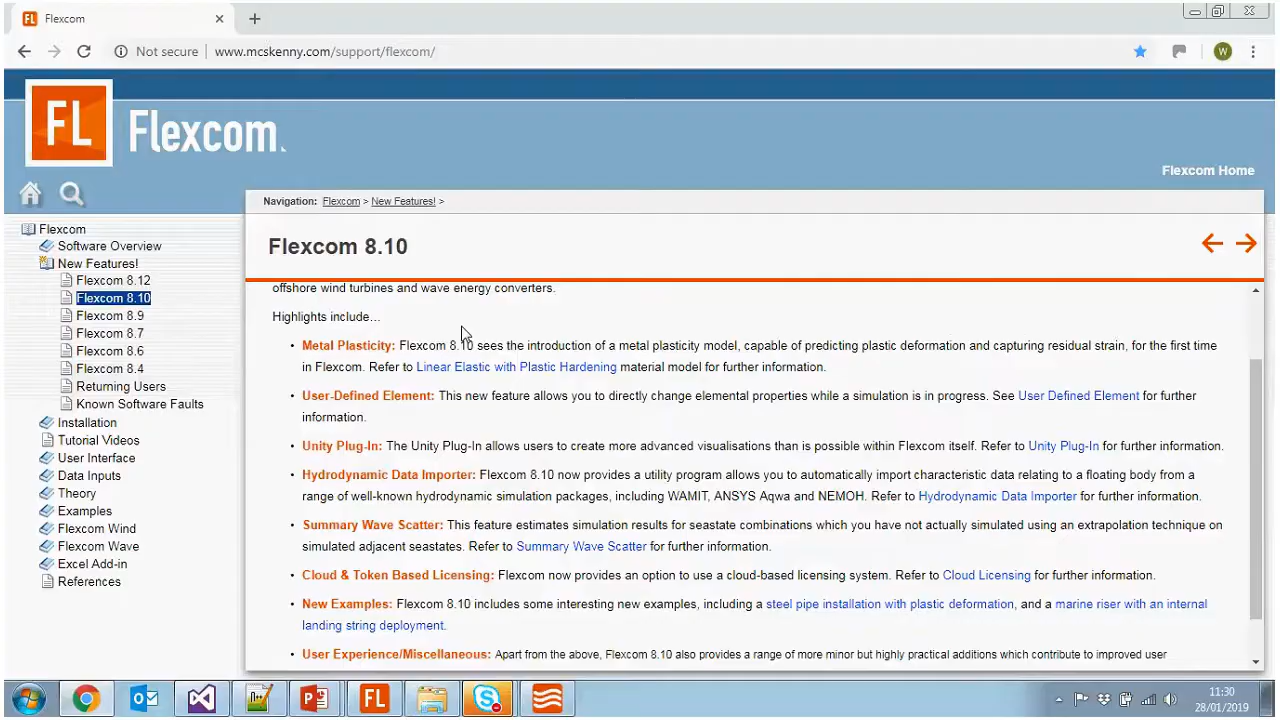 FL Flexcom
Not secure www.mcskenny.com/support/flexcom/ W
FL Flexcom.
Flexcom Home
Navigation: Flexcom > New Features! >
Flexcom 8.10
Flexcom
Software Overview
New Features!
Flexcom 8.12
Flexcom 8.10
Flexcom 8.9
Flexcom 8.7
Flexcom 8.6
Flexcom 8.4
Returning Users
Known Software Faults
Installation
Tutorial Videos
User Interface
Data Inputs
Theory
Examples
Flexcom Wind
Flexcom Wave
Excel Add-in
References
offshore wind turbines and wave energy converters.
Highlights include...
• Metal Plasticity: Flexcom 8.10 sees the introduction of a metal plasticity model, capable of predicting plastic deformation and capturing residual strain, for the first time
in Flexcom. Refer to Linear Elastic with Plastic Hardening material model for further information.
• User-Defined Element: This new feature allows you to directly change elemental properties while a simulation is in progress. See User Defined Element for further
information.
• Unity Plug-In: The Unity Plug-In allows users to create more advanced visualisations than is possible within Flexcom itself. Refer to Unity Plug-In for further information.
• Hydrodynamic Data Importer: Flexcom 8.10 now provides a utility program allows you to automatically import characteristic data relating to a floating body from a
range of well-known hydrodynamic simulation packages, including WAMIT, ANSYS Aqwa and NEMOH. Refer to Hydrodynamic Data Importer for further information.
• Summary Wave Scatter: This feature estimates simulation results for seastate combinations which you have not actually simulated using an extrapolation technique on
simulated adjacent seastates. Refer to Summary Wave Scatter for further information.
• Cloud & Token Based Licensing: Flexcom now provides an option to use a cloud-based licensing system. Refer to Cloud Licensing for further information.
• New Examples: Flexcom 8.10 includes some interesting new examples, including a steel pipe installation with plastic deformation, and a marine riser with an internal
landing string deployment.
• User Experience/Miscellaneous: Apart from the above, Flexcom 8.10 also provides a range of more minor but highly practical additions which contribute to improved user
FL
11:30
28/01/2019